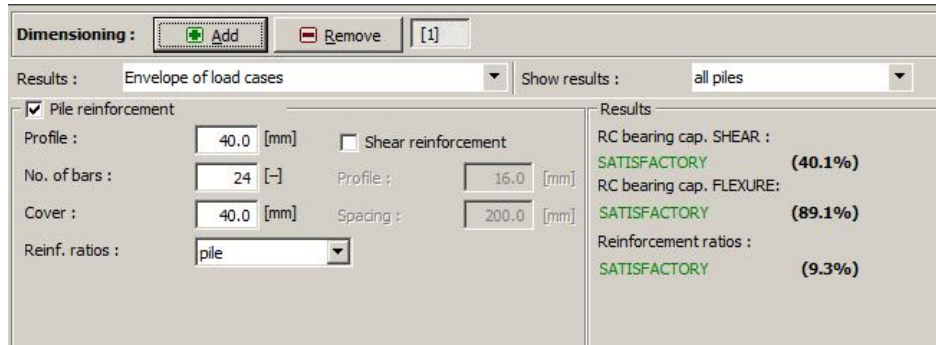 Dimensioning : Add Remove [1]
Results : Envelope of load cases Show results : all piles
Pile reinforcement
Profile : 40.0 [mm] Shear reinforcement
No. of bars : 24 [–] Profile : 16.0 [mm]
Cover : 40.0 [mm] Spacing : 200.0 [mm]
Reinf. ratios : pile
Results
RC bearing cap. SHEAR :
SATISFACTORY (40.1%)
RC bearing cap. FLEXURE:
SATISFACTORY (89.1%)
Reinforcement ratios :
SATISFACTORY (9.3%)